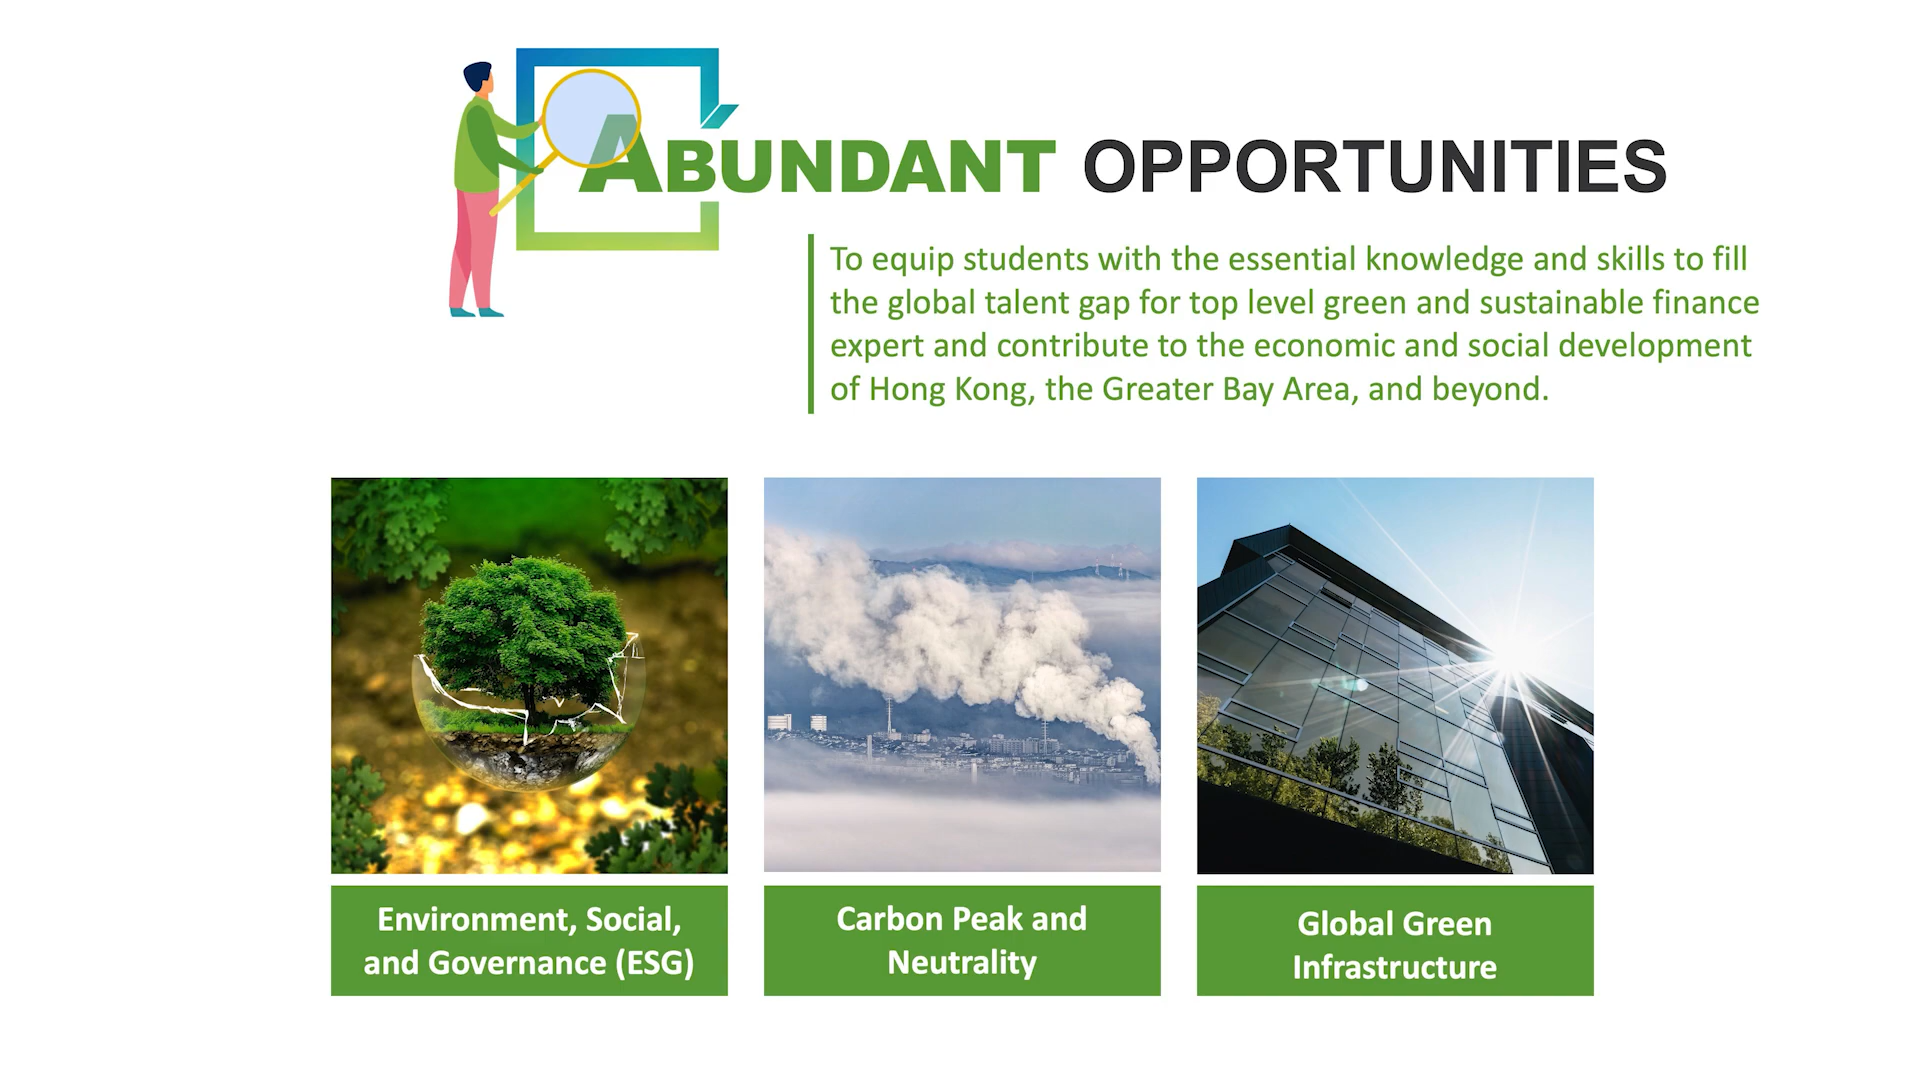 ABUNDANT OPPORTUNITIES
To equip students with the essential knowledge and skills to fill
the global talent gap for top level green and sustainable finance
expert and contribute to the economic and social development
of Hong Kong, the Greater Bay Area, and beyond.
Environment, Social,
and Governance (ESG)
Carbon Peak and
Neutrality
Global Green
Infrastructure